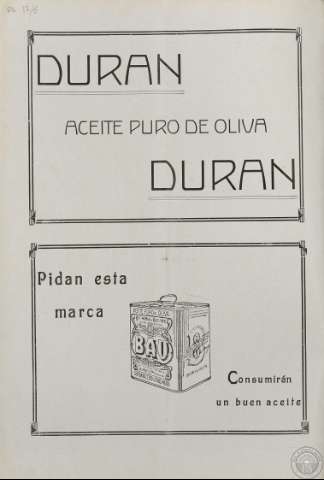 DURAN
ACEITE PURO DE OLIVA
DURAN
Pidan esta
marca
BAU
Consumirán
un buen aceite